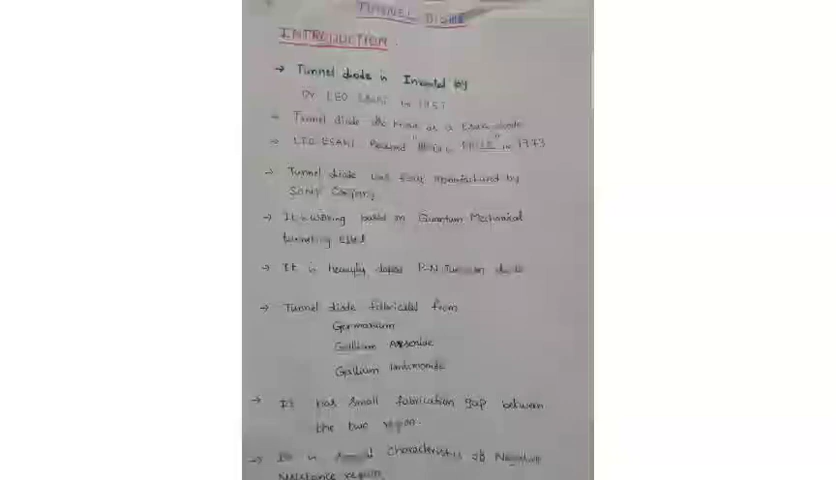 TUNNEL DIODE
INTRODUCTION
→ Tunnel diode is Invented by
Dr LEO ESAKI in 1957
→ Tunnel diode also known as a Esaki diode
→ LEO ESAKI Received "Nobel PRIZE" in 1973
→ Tunnel diode was first manufactured by
SONY Company
→ It is working based on Quantum Mechanical
tunneling effect
→ It is heavily doped P-N Junction diode
→ Tunnel diode fabricated from
Germanium
Gallium Arsenide
Gallium
→ It has small fabrication gap between
the two region.
→ It is Characteristics of Negative
resistance region.